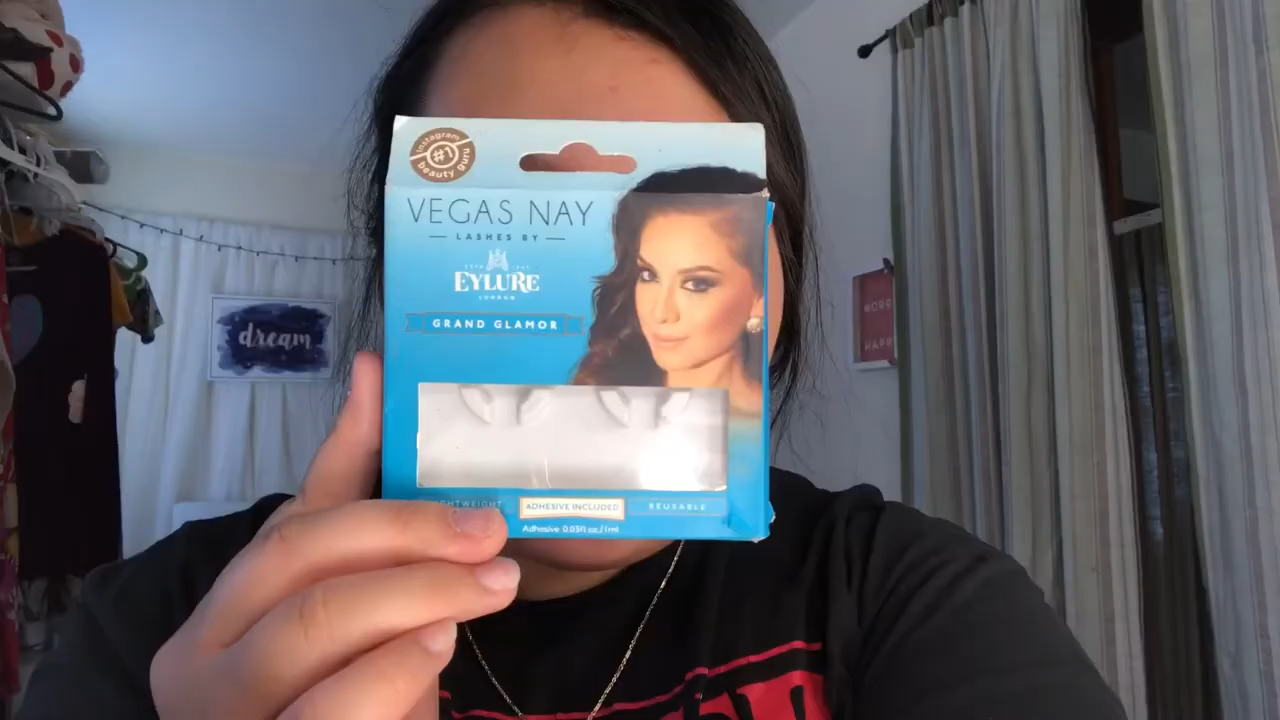 Instagram
#1
beauty guru
VEGAS NAY
LASHES BY
EYLURE
LONDON
GRAND GLAMOR
ADHESIVE INCLUDED
REUSABLE
Adhesive 0.03fl oz./1ml
dream
HAPP